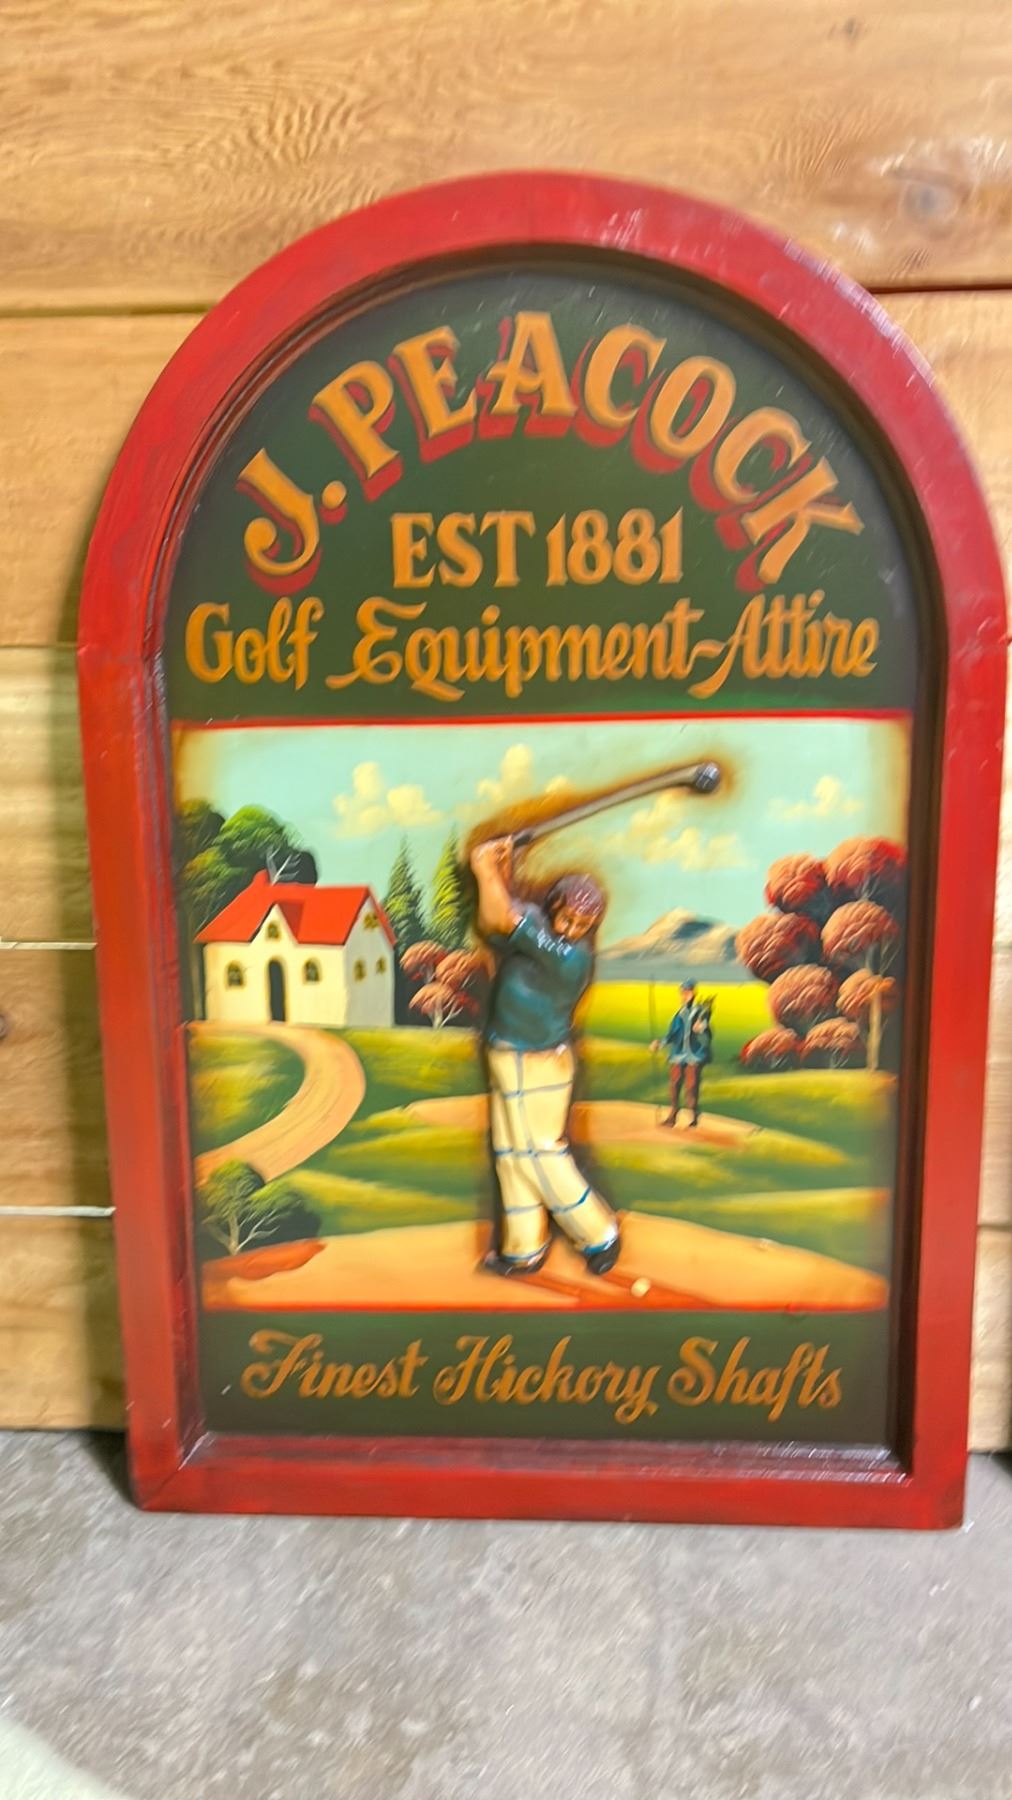 J. PEACOCK
EST 1881
Golf Equipment-Attire
Finest Hickory Shafts